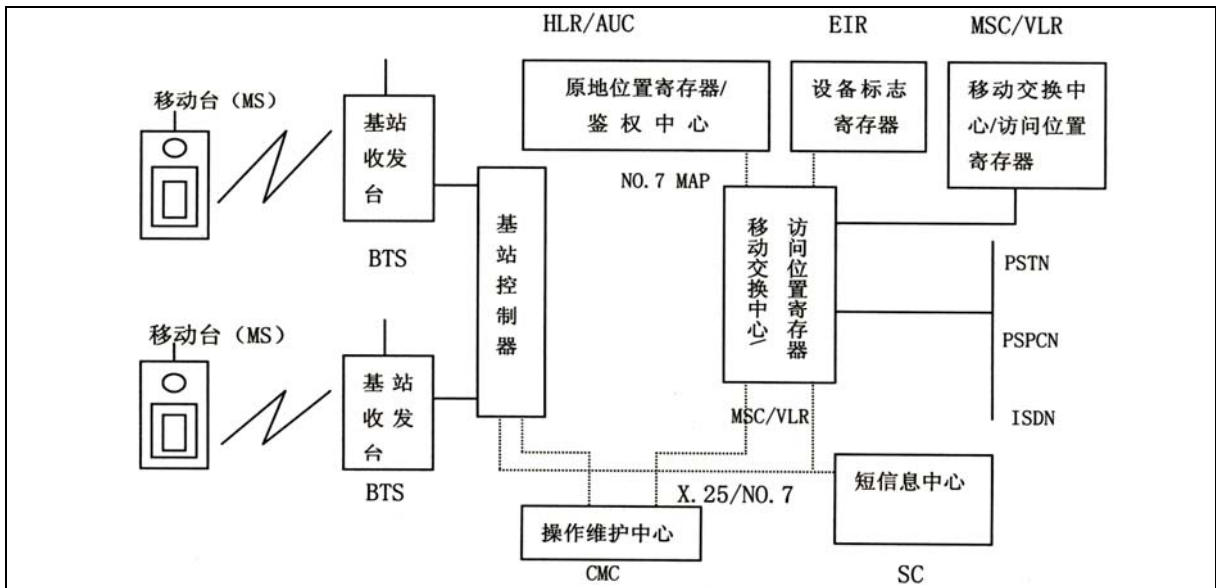 HLR/AUC
EIR
MSC/VLR
移动台（MS）
基站
收发
台
BTS
原地位置寄存器/
鉴 权 中 心
设备标志
寄存器
移动交换中
心/访问位置
寄存器
NO.7 MAP
基站控制器
访问位置寄存器
移动交换中心/
PSTN
PSPCN
ISDN
移动台（MS）
基 站
收 发
台
BTS
MSC/VLR
X.25/NO.7
短信息中心
操作维护中心
CMC
SC